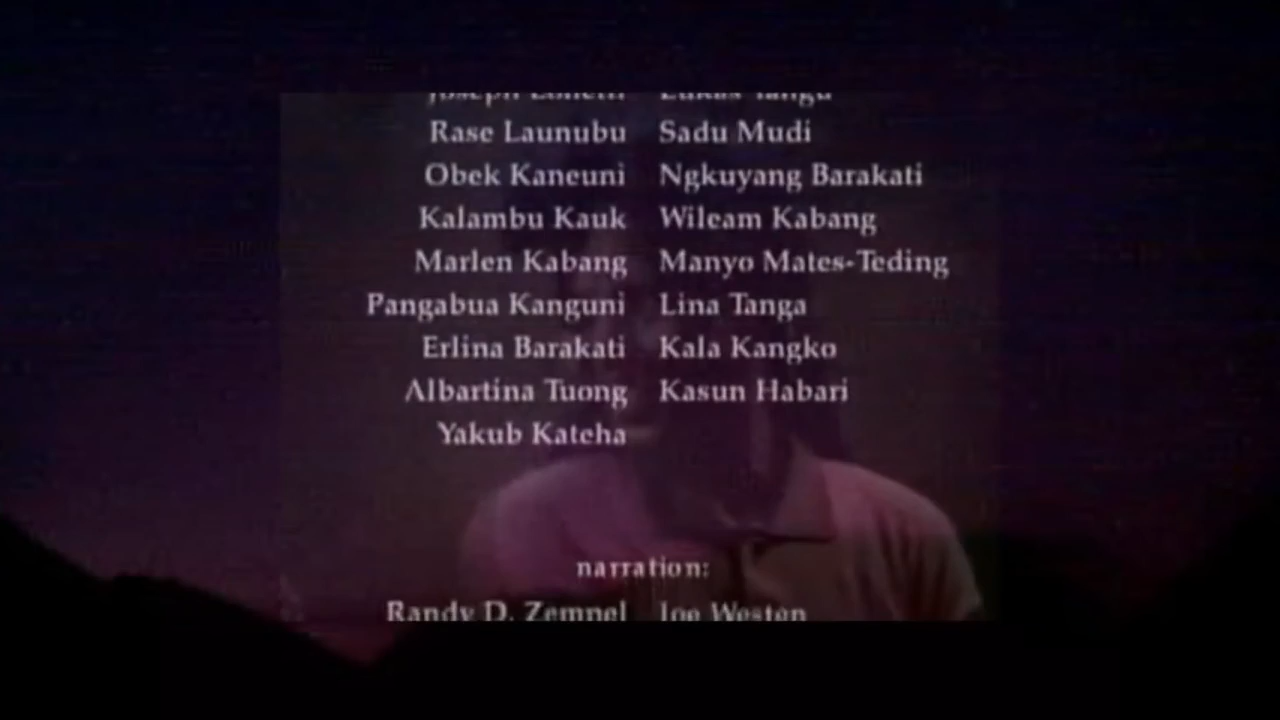 Rase Launubu Sadu Mudi
Obek Kaneuni Ngkuyang Barakati
Kalambu Kauk Wileam Kabang
Marlen Kabang Manyo Mates-Teding
Pangabua Kanguni Lina Tanga
Erlina Barakati Kala Kangko
Albartina Tuong Kasun Habari
Yakub Katcha
narration:
Randy D. Zempel Joe Westen